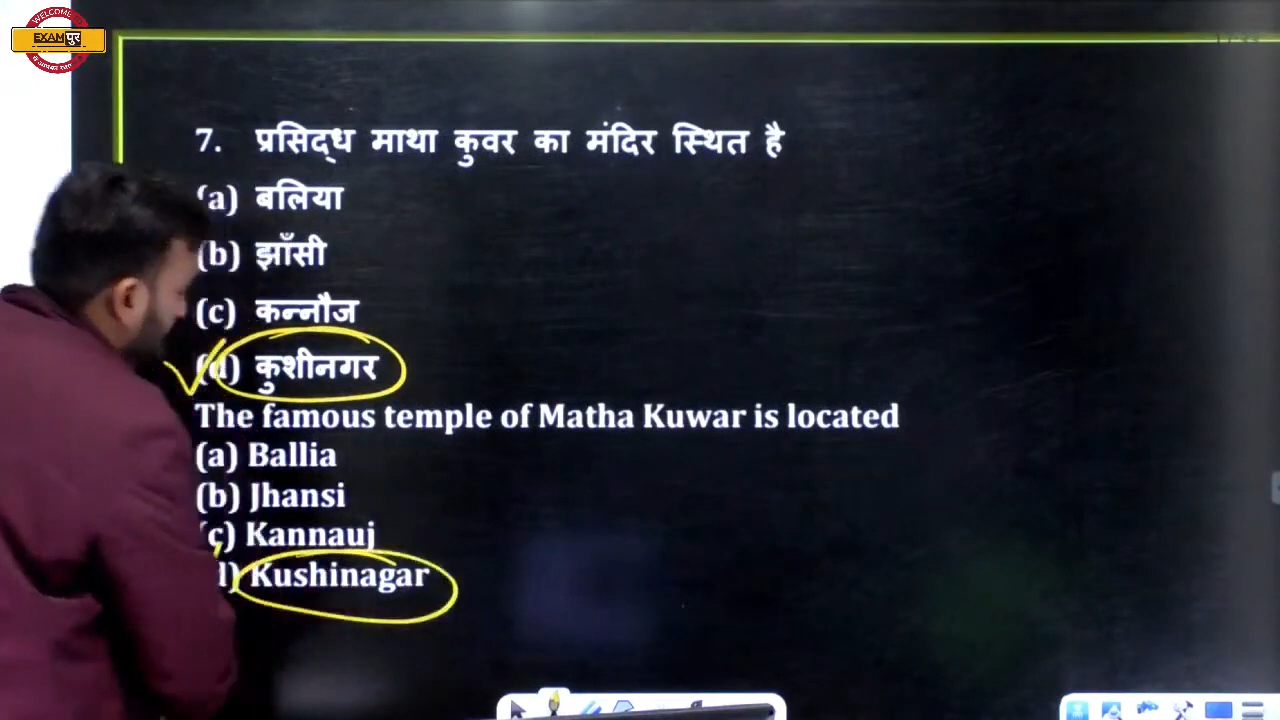 WELCOME
EXAMपुर
7. प्रसिद्ध माथा कुवर का मंदिर स्थित है
(a) बलिया
(b) झाँसी
(c) कन्नौज
(d) कुशीनगर
The famous temple of Matha Kuwar is located
(a) Ballia
(b) Jhansi
(c) Kannauj
d) Kushinagar